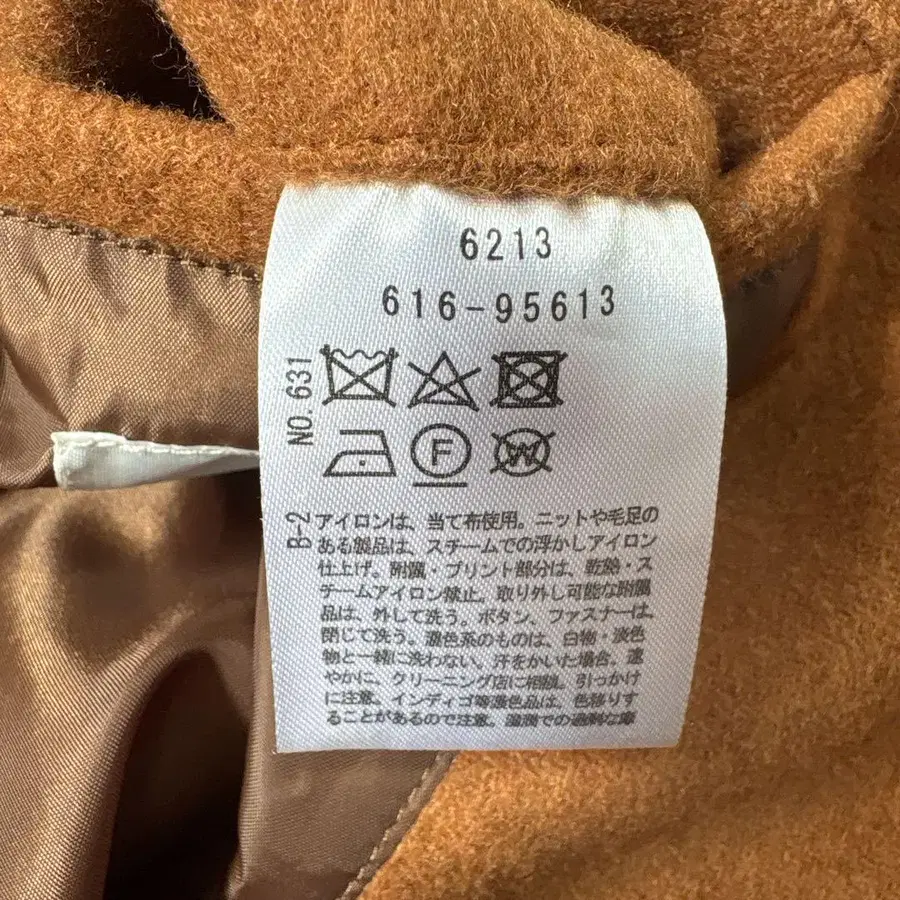 6213
616-95613
NO. 631
F
W
B-2
アイロンは、当て布使用。ニットや毛足の
ある製品は、スチームでの浮かしアイロン
仕上げ。附属・プリント部分は、乾熱・ス
チームアイロン禁止。取り外し可能な附属
品は、外して洗う。ボタン、ファスナーは、
閉じて洗う。濃色系のものは、白物・淡色
物と一緒に洗わない。汗をかいた場合、速
やかに、クリーニング店に相談。引っかけ
に注意。インディゴ等濃色品は、色移りす
ることがあるので注意。湿潤での過剰な摩